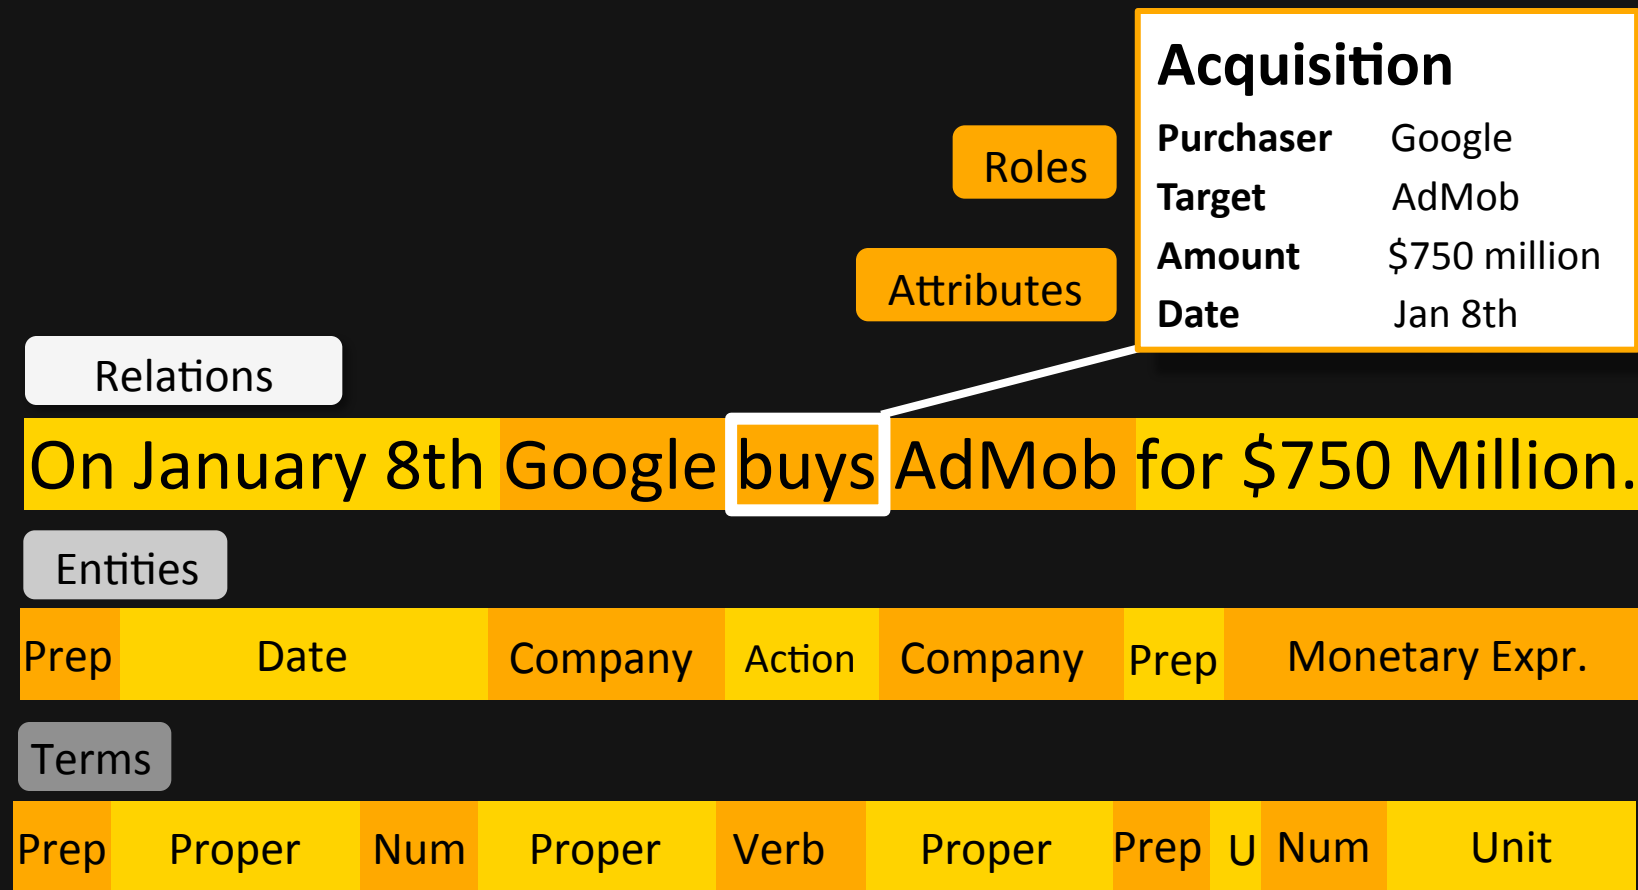 Acquisition
Purchaser Google
Roles
Target AdMob
Amount $750 million
Attributes
Date Jan 8th
Relations
On January 8th Google buys AdMob for $750 Million.
Entities
Prep Date Company Action Company Prep Monetary Expr.
Terms
Prep Proper Num Proper Verb Proper Prep U Num Unit